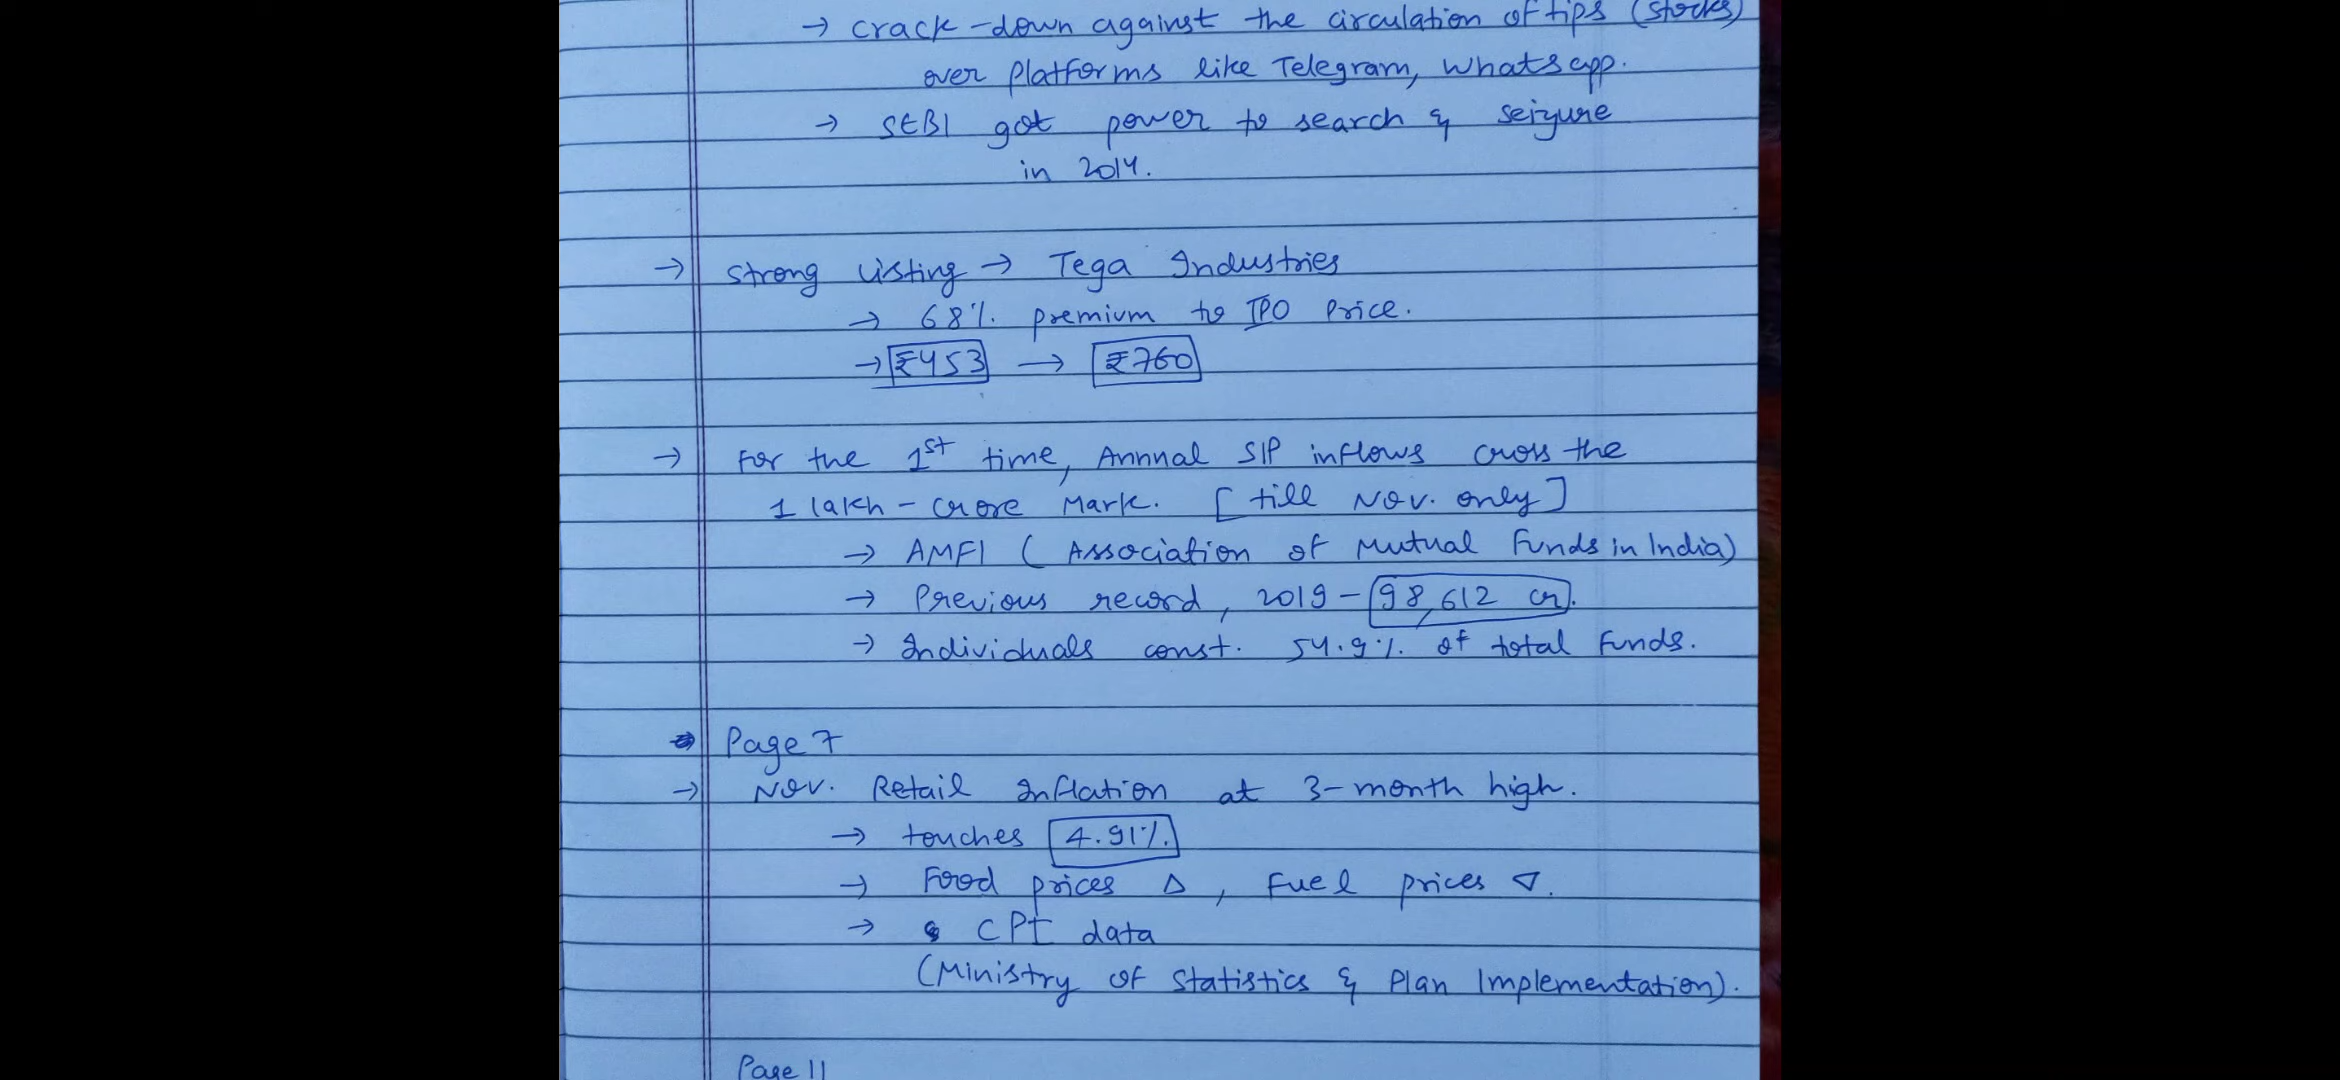 → crack-down against the circulation of tips (stocks)
over Platforms like Telegram, Whatsapp.
→ SEBI got power to search & seizure
in 2014.
→ Strong Listing → Tega Industries
→ 68% premium to IPO Price.
→ ₹453 → ₹760
→ For the 1st time, Annual SIP inflows cross the
1 lakh-crore Mark. [till Nov. only]
→ AMFI (Association of Mutual Funds in India)
→ Previous record, 2019 - 98,612 cr.
→ Individuals const. 54.9% of total Funds.
→ Page 7
→ Nov. Retail Inflation at 3-month high.
→ touches 4.91%.
→ Food prices Δ, Fuel prices ∇.
→ CPI data
(Ministry of Statistics & Plan Implementation).
Page 11